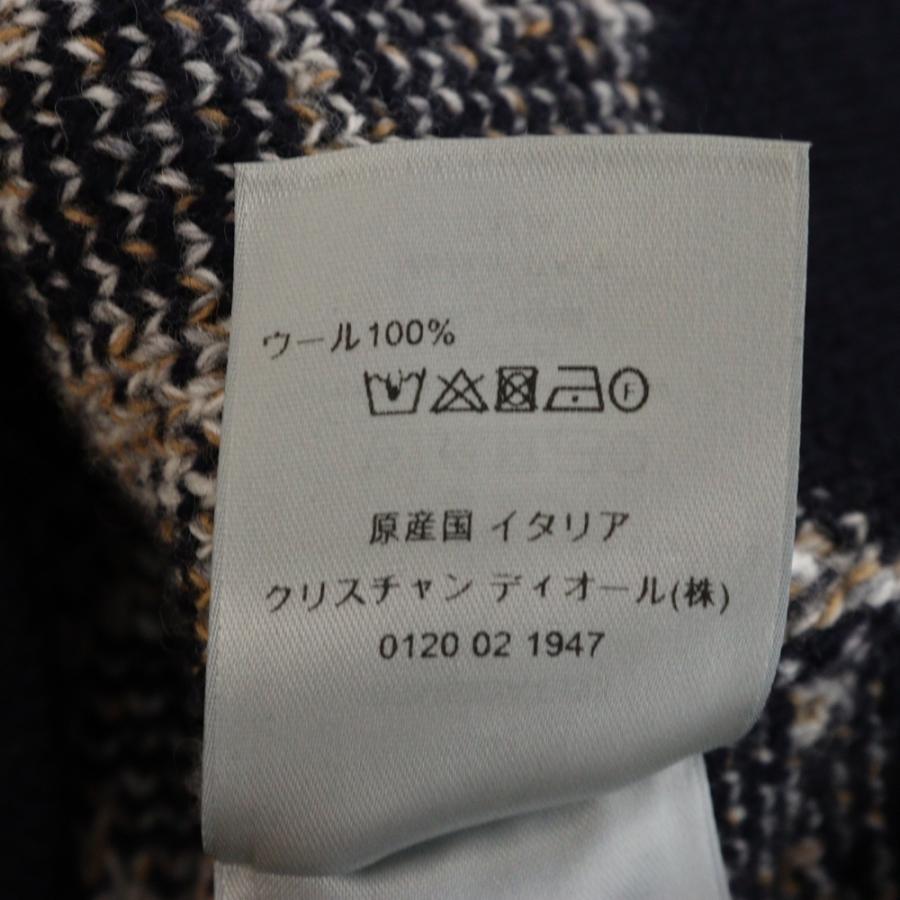 ウール100%
F
原産国 イタリア
クリスチャン ディオール(株)
0120 02 1947